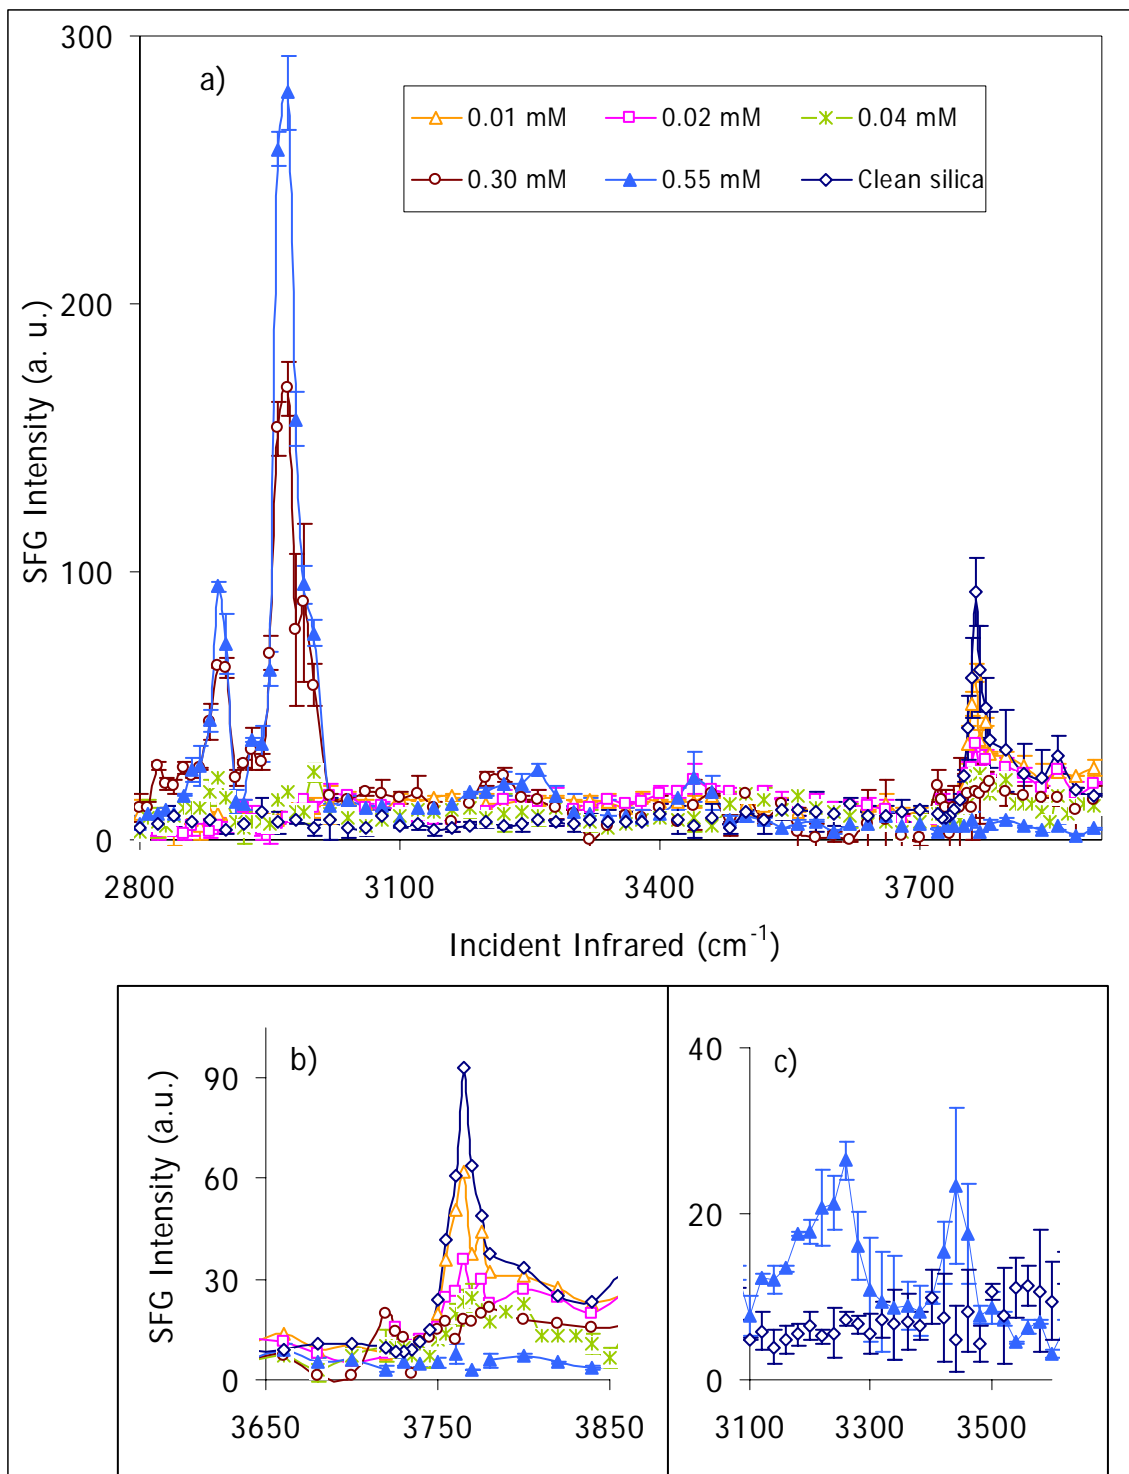 300
a)
0.01 mM 0.02 mM 0.04 mM
0.30 mM 0.55 mM Clean silica
200
SFG Intensity (a. u.)
100
0
2800 3100 3400 3700
Incident Infrared (cm-1)
b)
SFG Intensity (a.u.)
90
60
30
0
3650 3750 3850
c)
40
20
0
3100 3300 3500